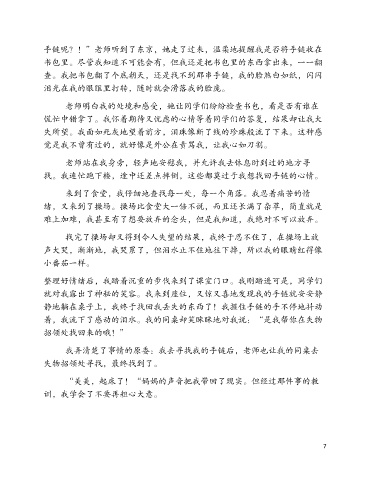 手链呢？！”老师听到了东京，她走了过来，温柔地提醒我是否将手链收在
书包里。尽管我知道不可能会有，但我还是把书包里的东西拿出来，一一翻
查。我把书包翻了个底朝天，还是找不到那串手链，我的脸煞白如纸，闪闪
泪光在我的眼眶里打转，随时就会滑落我的脸庞。
老师明白我的处境和感受，她让同学们纷纷检查书包，看是否有谁在
慌忙中错拿了。我怀着期待又忧虑的心情等着同学们的答复，结果却让我大
失所望。我面如死灰地望着前方，泪珠像断了线的珍珠般流了下来。这种感
觉是我不曾有过的，就好像是外公在责骂我，让我心如刀割。
老师站在我身旁，轻声地安慰我，并允许我去休息时到过的地方寻
找。我连忙跑下楼，途中还差点摔倒，这些都莫过于我想找回手链的心情。
来到了食堂，我仔细地查找每一处，每一个角落。我忍着痛苦的情
绪，又来到了操场。操场比食堂大一倍不说，而且还长满了杂草，简直就是
难上加难，我甚至有了想要放弃的念头，但是我知道，我绝对不可以放弃。
找完了操场却又得到令人失望的结果，我终于忍不住了，在操场上放
声大哭，渐渐地，我哭累了，但泪水止不住地往下掉，所以我的眼睛红得像
小番茄一样。
整理好情绪后，我踏着沉重的步伐来到了课室门口。我刚踏进可是，同学们
就对我露出了神秘的笑容。我来到座位，又惊又喜地发现我的手链就安安静
静地躺在桌子上，我终于找回我丢失的东西了！我握住手链的手不停地抖动
着，我流下了感动的泪水。我的同桌却笑眯眯地对我说：“是我帮你在失物
招领处找回来的哦！”
我弄清楚了事情的原委：我去寻找我的手链后，老师也让我的同桌去
失物招领处寻找，最终找到了。
“美美，起床了！“妈妈的声音把我带回了现实。但经过那件事的教
训，我学会了不要再担心大意。
7